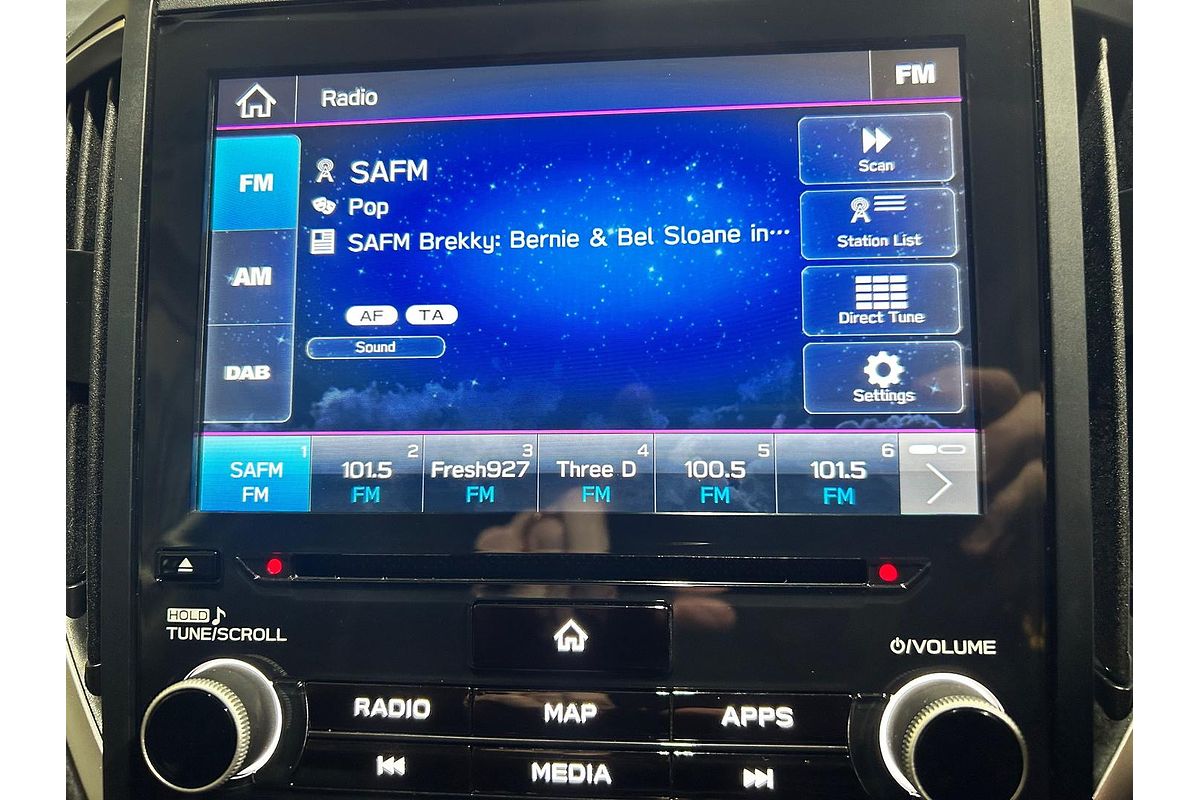 Radio
FM
FM
SAFM
Pop
SAFM Brekky: Bernie & Bel Sloane in…
AM
AF
TA
Sound
DAB
Scan
Station List
Direct Tune
Settings
1
SAFM
FM
2
101.5
FM
3
Fresh927
FM
4
Three D
FM
5
100.5
FM
6
101.5
FM
HOLD
TUNE/SCROLL
/VOLUME
RADIO
MAP
APPS
MEDIA